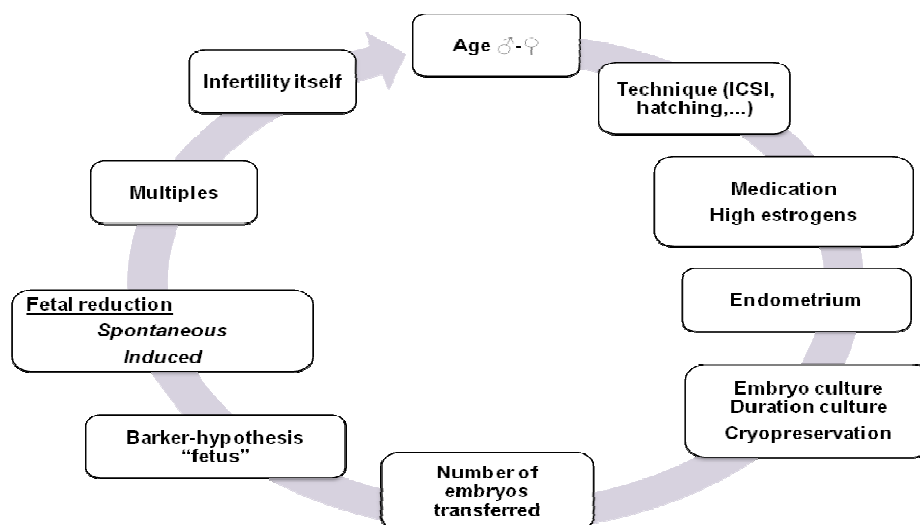 Age ♂-♀
Technique (ICSI,
hatching,...)
Medication
High estrogens
Endometrium
Embryo culture
Duration culture
Cryopreservation
Number of
embryos
transferred
Barker-hypothesis
“fetus”
Fetal reduction
Spontaneous
Induced
Multiples
Infertility itself